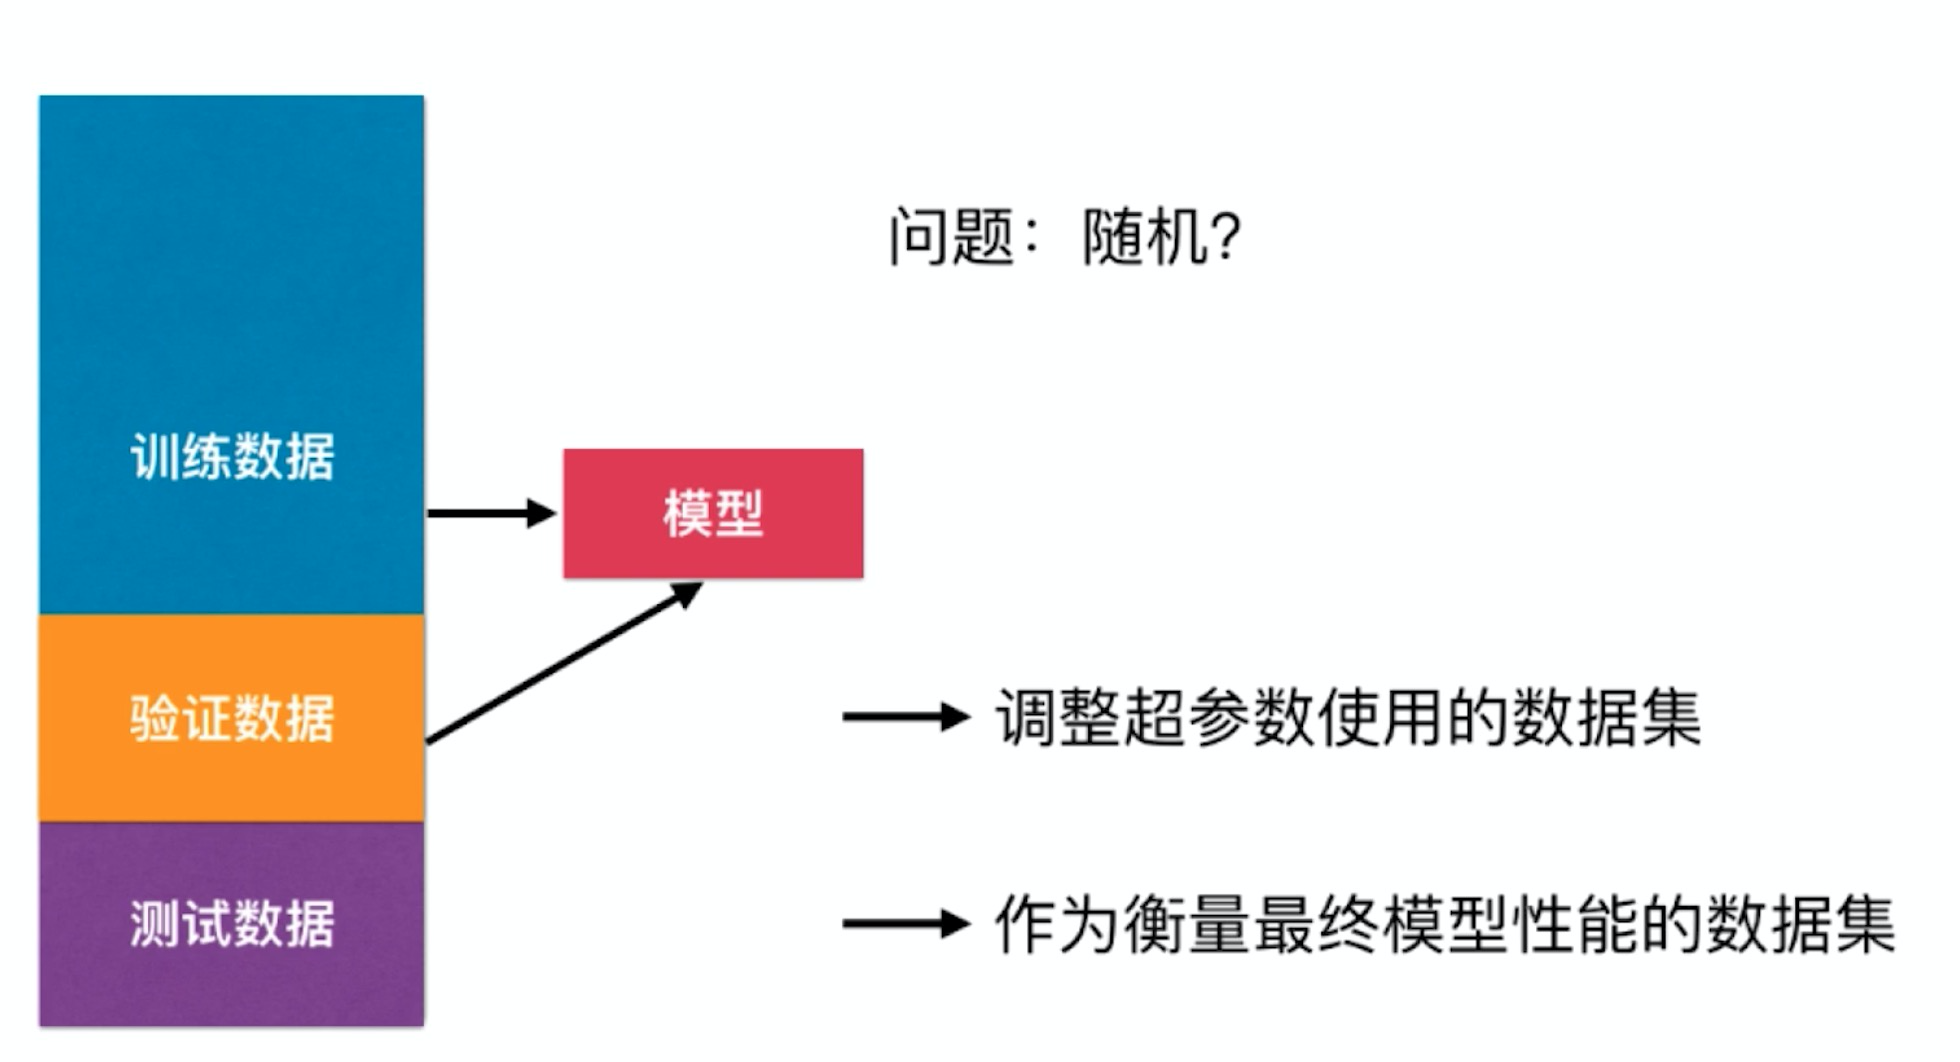 问题：随机？
训练数据
模型
验证数据
调整超参数使用的数据集
测试数据
作为衡量最终模型性能的数据集